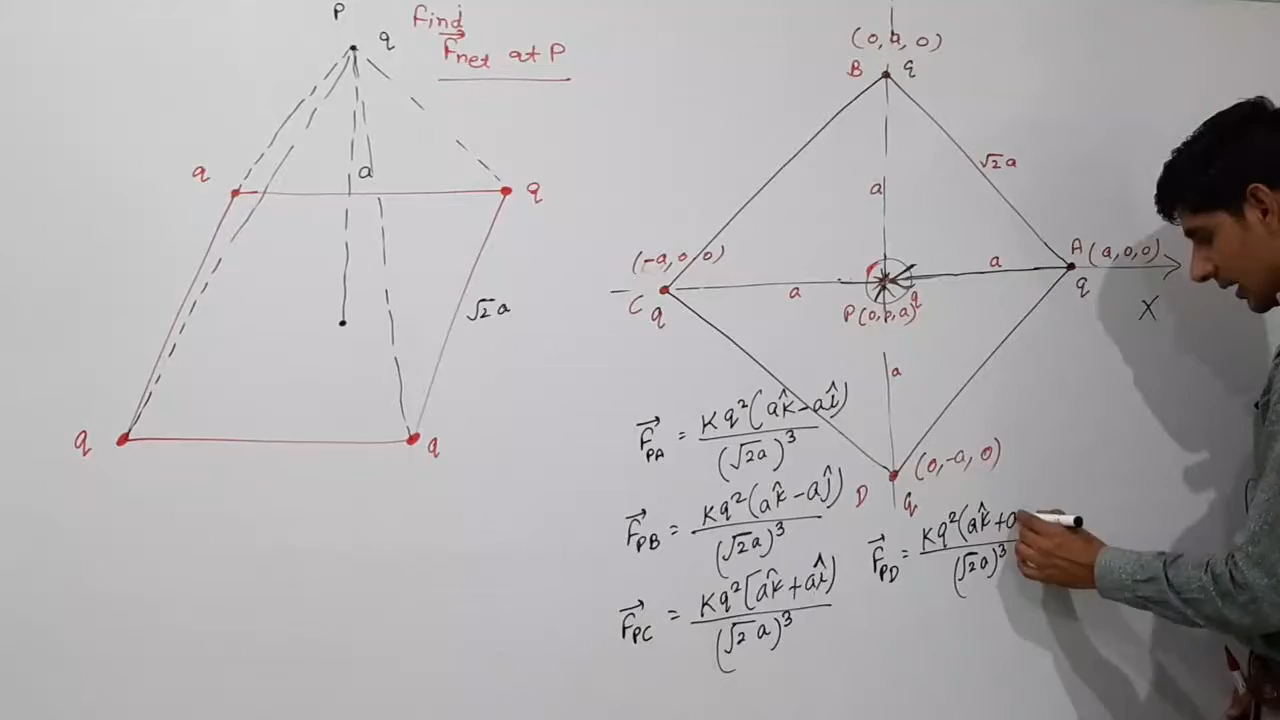 P
q
Find
F⃗net at P
q
a
q
√2a
q
q
(0, a, 0)
B q
√2a
a
(-a, 0, 0)
A (a, 0, 0)
a
a
C q
q
q
X
P(0, 0, a)
a
F⃗PA = Kq²(ak̂ - aî) / (√2a)³
(0, -a, 0)
D q
F⃗PB = Kq²(ak̂ - aĵ) / (√2a)³
F⃗PD = Kq²(ak̂ + a / (√2a)³
F⃗PC = Kq²[ak̂ + aî) / (√2a)³